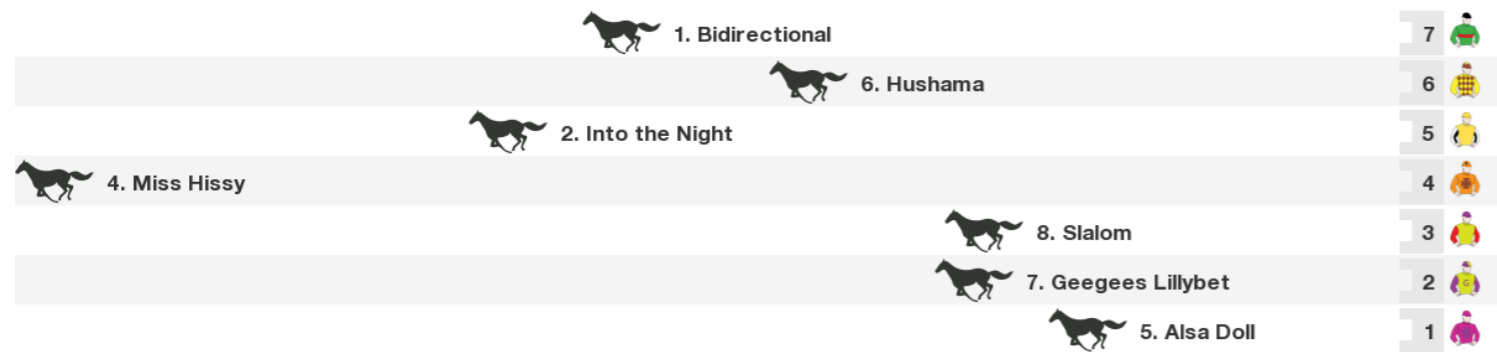 1. Bidirectional 7
6. Hushama 6
2. Into the Night 5
4. Miss Hissy 4
8. Slalom 3
7. Geegees Lillybet 2
G
5. Alsa Doll 1